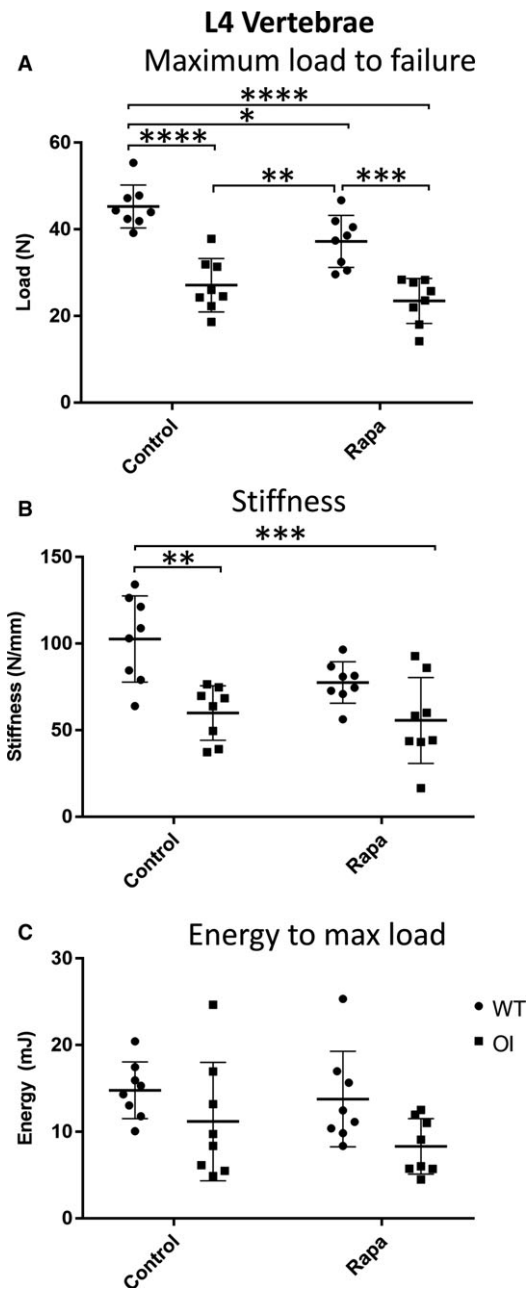 L4 Vertebrae
A Maximum load to failure
****
*
****
** ***
60
40
20
0
Load (N)
Control Rapa
B Stiffness
***
**
150
100
50
0
Stiffness (N/mm)
Control Rapa
C Energy to max load
30
20
10
0
Energy (mJ)
WT
OI
Control Rapa